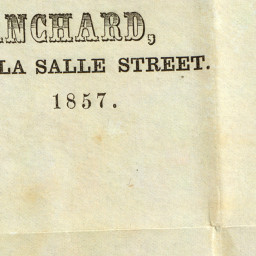 NCHARD,
LA SALLE STREET.
1857.